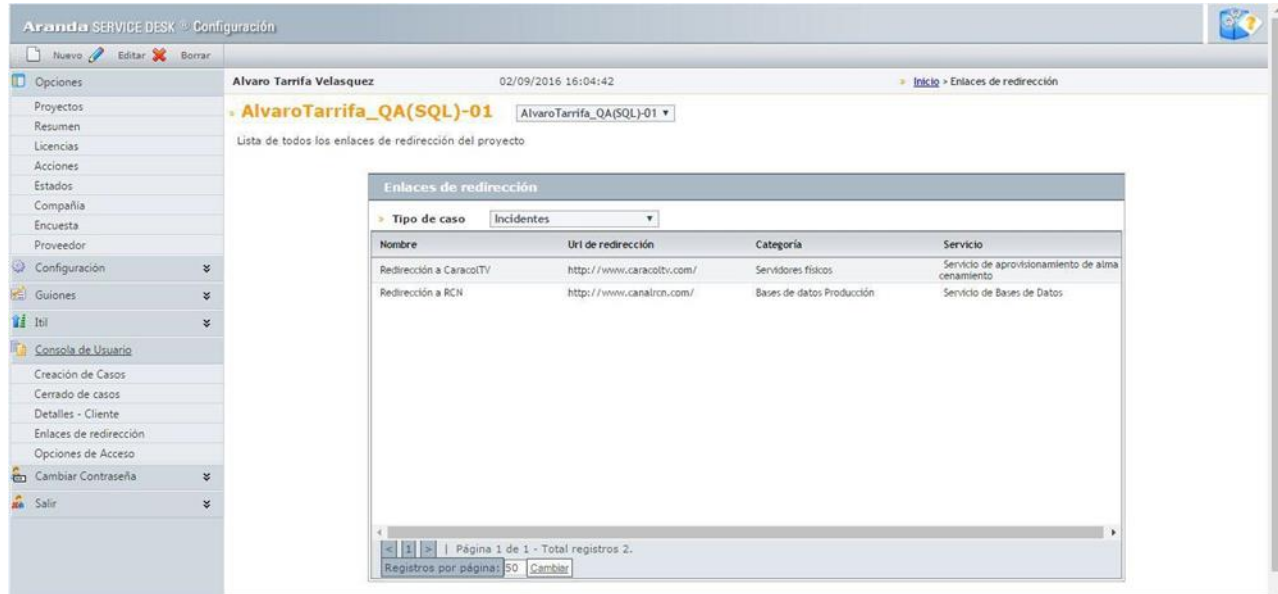 Aranda SERVICE DESK ® Configuración
Nuevo Editar Borrar
Opciones
Proyectos
Resumen
Licencias
Acciones
Estados
Compañia
Encuesta
Proveedor
Configuración
Guiones
Itil
Consola de Usuario
Creación de Casos
Cerrado de casos
Detalles - Cliente
Enlaces de redirección
Opciones de Acceso
Cambiar Contraseña
Salir
Alvaro Tarrifa Velasquez 02/09/2016 16:04:42 » Inicio > Enlaces de redirección
» AlvaroTarrifa_QA(SQL)-01 AlvaroTarrifa_QA(SQL)-01
Lista de todos los enlaces de redirección del proyecto
Enlaces de redirección
» Tipo de caso Incidentes
Nombre Url de redirección Categoría Servicio
Redirección a CaracolTV http://www.caracoltv.com/ Servidores físicos Servicio de aprovisionamiento de alma
cenamiento
Redirección a RCN http://www.canalrcn.com/ Bases de datos Producción Servicio de Bases de Datos
< 1 > | Página 1 de 1 - Total registros 2.
Registros por página: 50 Cambiar